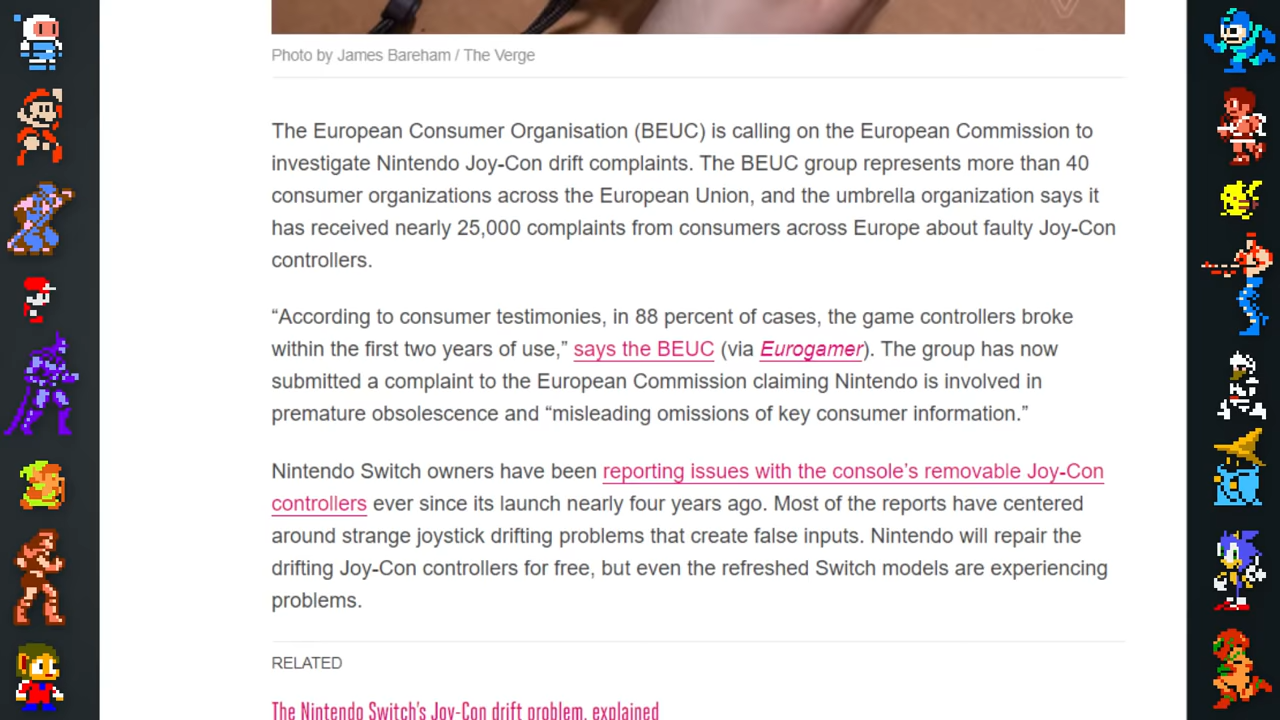 Photo by James Bareham / The Verge
The European Consumer Organisation (BEUC) is calling on the European Commission to
investigate Nintendo Joy-Con drift complaints. The BEUC group represents more than 40
consumer organizations across the European Union, and the umbrella organization says it
has received nearly 25,000 complaints from consumers across Europe about faulty Joy-Con
controllers.
“According to consumer testimonies, in 88 percent of cases, the game controllers broke
within the first two years of use,” says the BEUC (via Eurogamer). The group has now
submitted a complaint to the European Commission claiming Nintendo is involved in
premature obsolescence and “misleading omissions of key consumer information.”
Nintendo Switch owners have been reporting issues with the console’s removable Joy-Con
controllers ever since its launch nearly four years ago. Most of the reports have centered
around strange joystick drifting problems that create false inputs. Nintendo will repair the
drifting Joy-Con controllers for free, but even the refreshed Switch models are experiencing
problems.
RELATED
The Nintendo Switch’s Joy-Con drift problem, explained